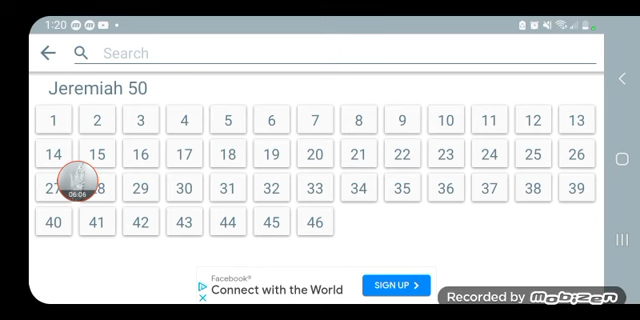 1:20
Search
Jeremiah 50
1 2 3 4 5 6 7 8 9 10 11 12 13
14 15 16 17 18 19 20 21 22 23 24 25 26
27 28 29 30 31 32 33 34 35 36 37 38 39
06:06
40 41 42 43 44 45 46
Facebook®
Connect with the World
SIGN UP >
Recorded by Mobizen